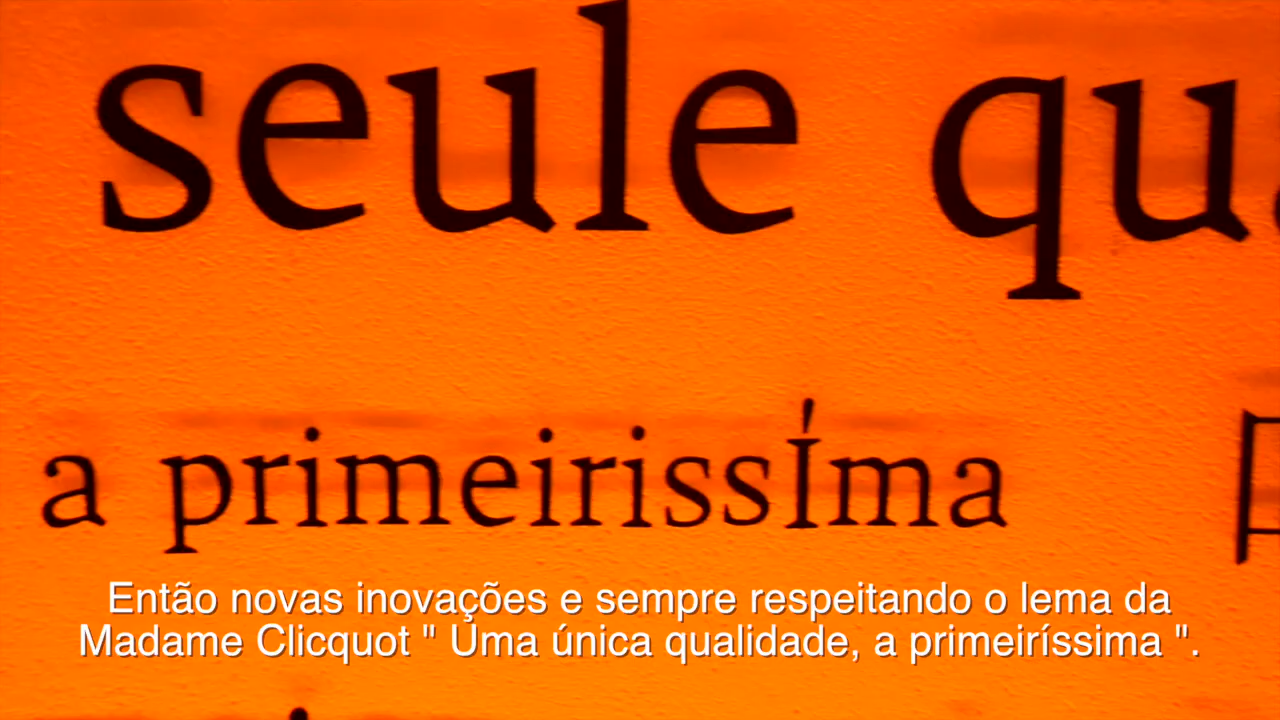 seule
a primeirissÍma
Então novas inovações e sempre respeitando o lema da
Madame Clicquot " Uma única qualidade, a primeiríssima ".